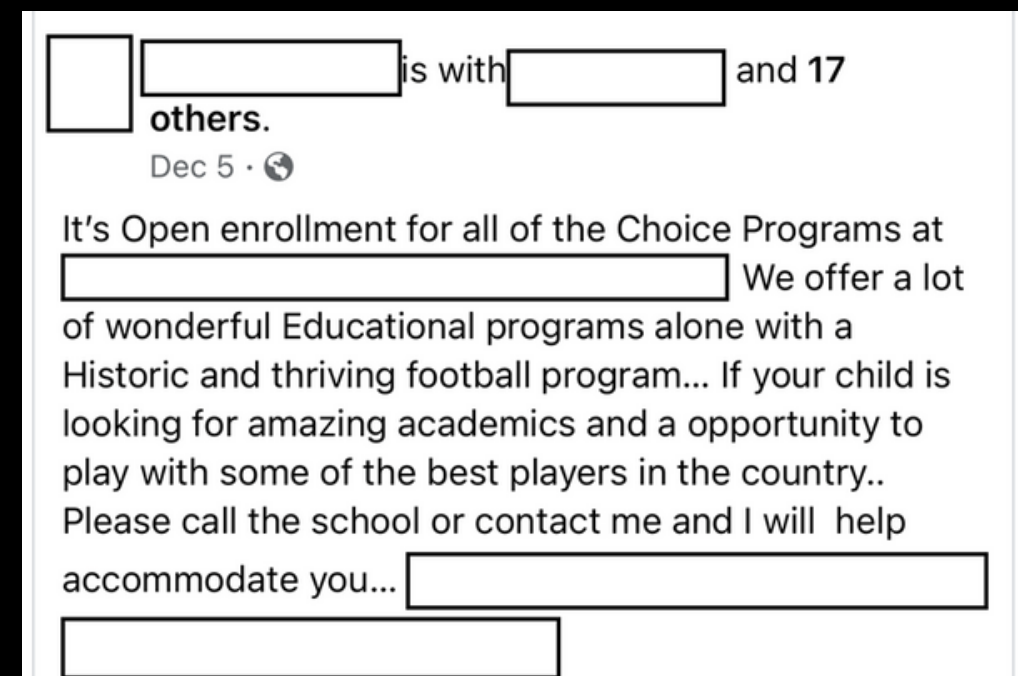 is with and 17
others.
Dec 5 ·
It's Open enrollment for all of the Choice Programs at
We offer a lot
of wonderful Educational programs alone with a
Historic and thriving football program... If your child is
looking for amazing academics and a opportunity to
play with some of the best players in the country..
Please call the school or contact me and I will help
accommodate you...